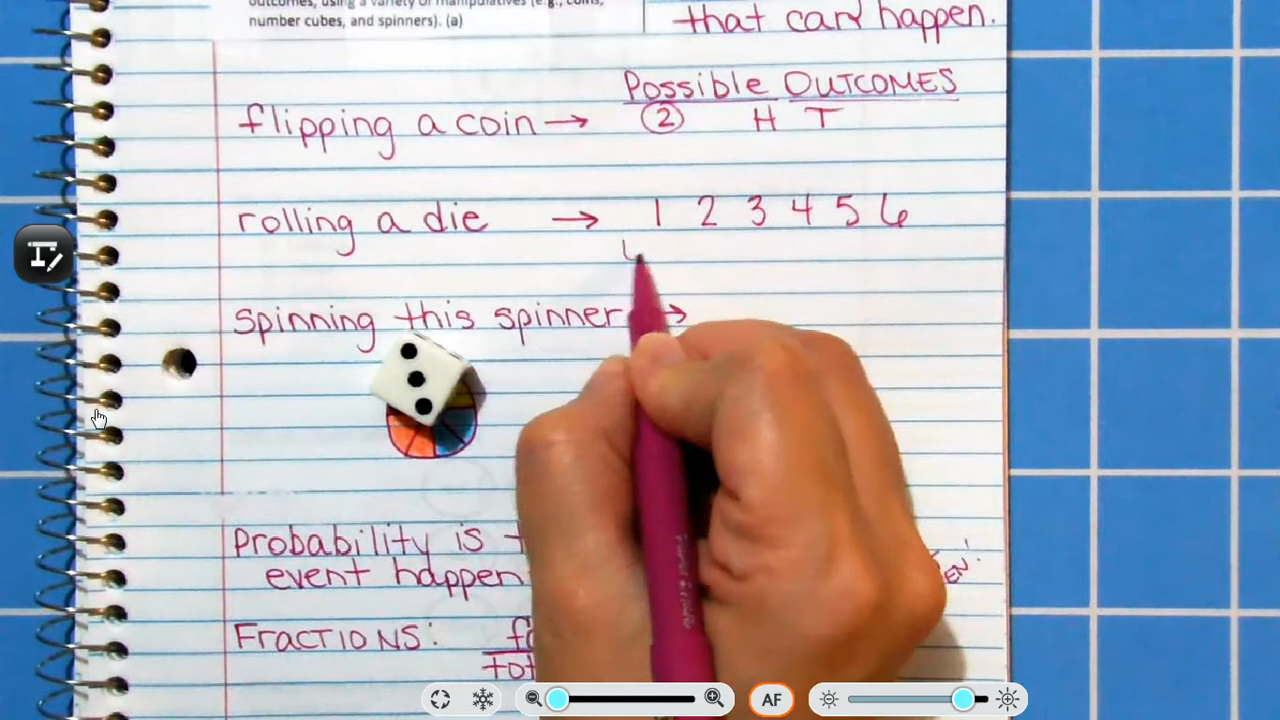 outcomes, using a variety of manipulatives (e.g., coins,
number cubes, and spinners). (a)
that can happen.
Possible OUTCOMES
flipping a coin → 2 H T
rolling a die → 1 2 3 4 5 6
spinning this spinner →
Probability is
event happen
FRACTIONS:
AF